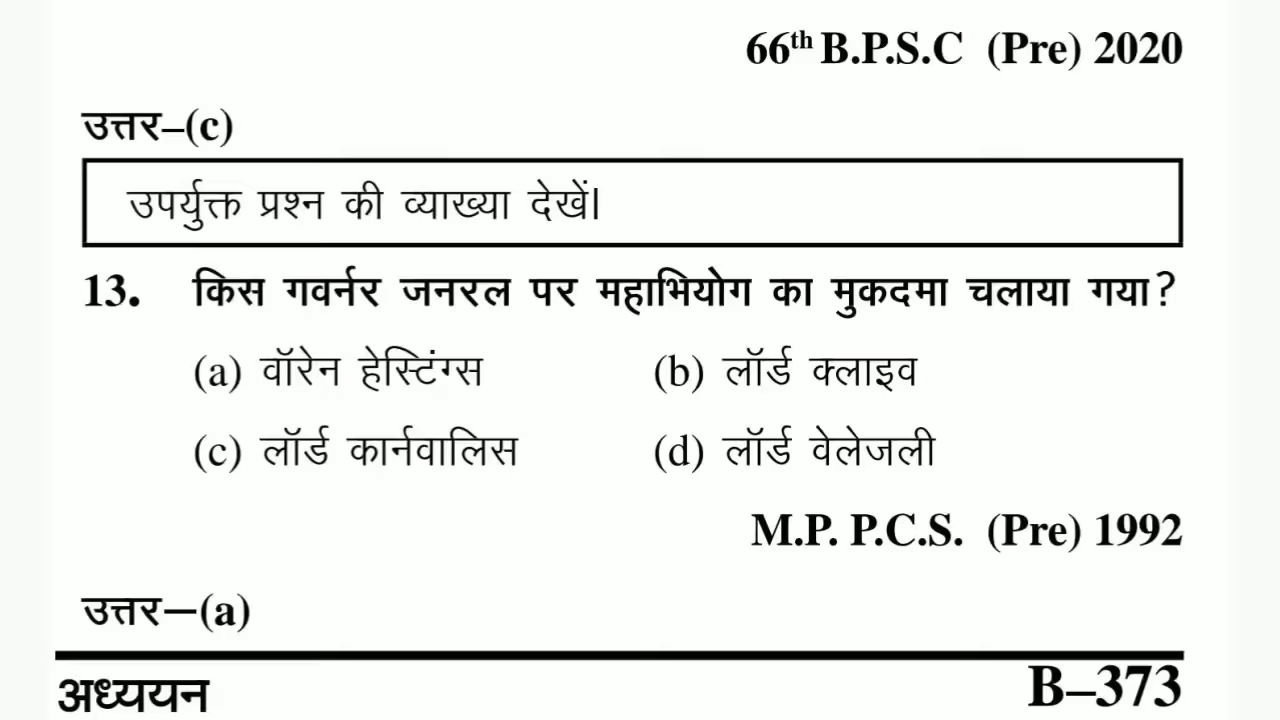 66th B.P.S.C (Pre) 2020
उत्तर–(c)
उपर्युक्त प्रश्न की व्याख्या देखें।
13. किस गवर्नर जनरल पर महाभियोग का मुकदमा चलाया गया?
(a) वॉरेन हेस्टिंग्स (b) लॉर्ड क्लाइव
(c) लॉर्ड कार्नवालिस (d) लॉर्ड वेलेजली
M.P. P.C.S. (Pre) 1992
उत्तर—(a)
अध्ययन B–373